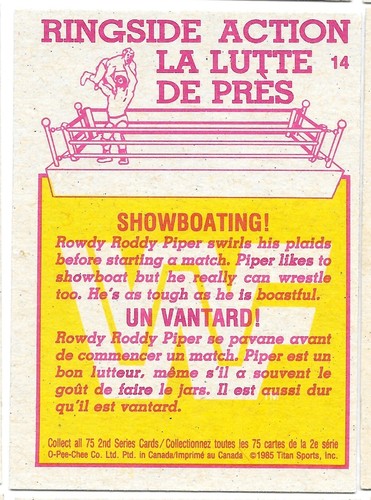 RINGSIDE ACTION
LA LUTTE 14
DE PRÈS
SHOWBOATING!
Rowdy Roddy Piper swirls his plaids
before starting a match. Piper likes to
showboat but he really can wrestle
too. He's as tough as he is boastful.
UN VANTARD!
Rowdy Roddy Piper se pavane avant
de commencer un match. Piper est un
bon lutteur, même s'il a souvent le
goût de faire le jars. Il est aussi dur
qu'il est vantard.
Collect all 75 2nd Series Cards/Collectionnez toutes les 75 cartes de la 2e série
O-Pee-Chee Co. Ltd. Ptd. in Canada/Imprimé au Canada ©1985 Titan Sports, Inc.